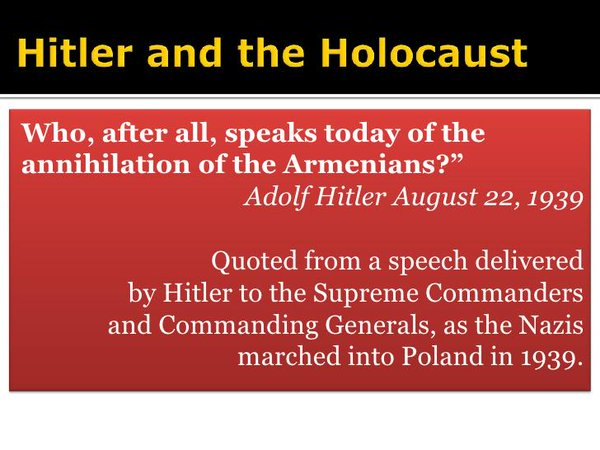 Hitler and the Holocaust
Who, after all, speaks today of the
annihilation of the Armenians?”
Adolf Hitler August 22, 1939
Quoted from a speech delivered
by Hitler to the Supreme Commanders
and Commanding Generals, as the Nazis
marched into Poland in 1939.